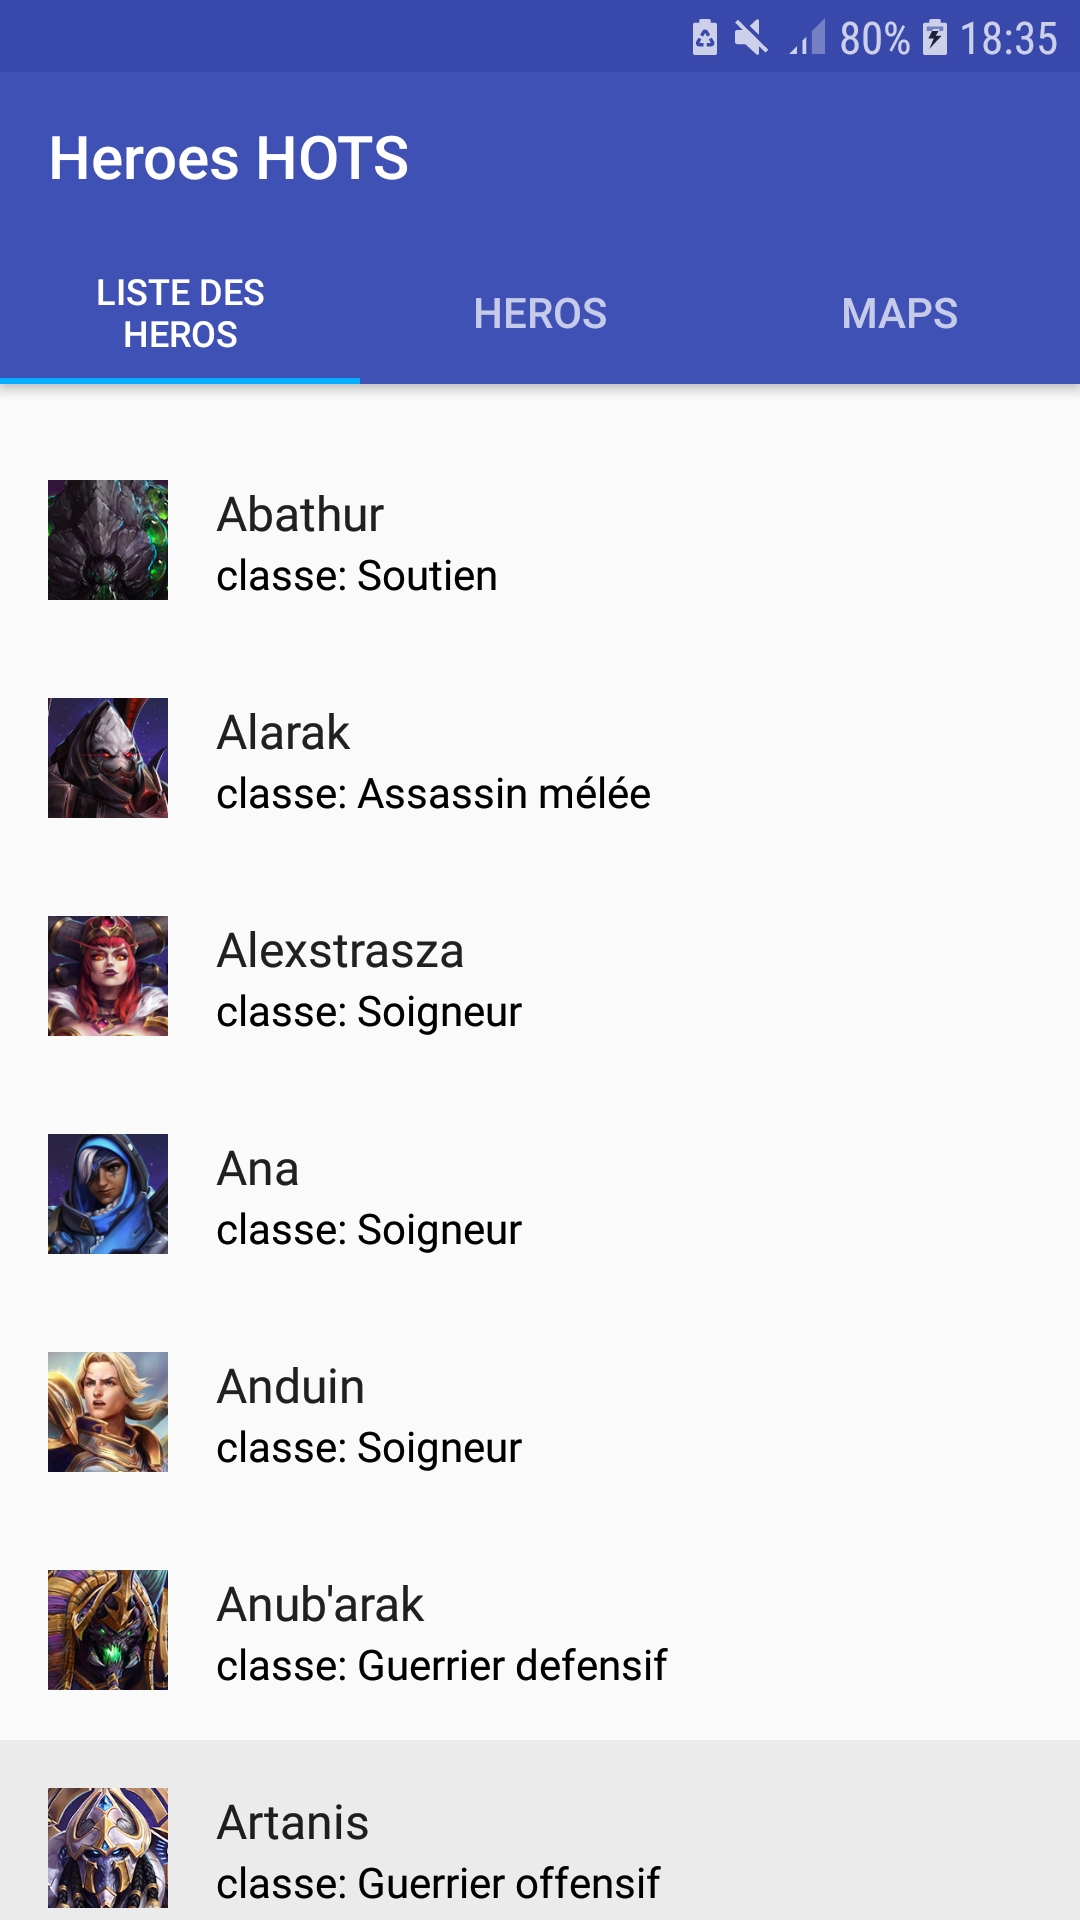 80% 18:35
Heroes HOTS
LISTE DES
HEROS
HEROS
MAPS
Abathur
classe: Soutien
Alarak
classe: Assassin mélée
Alexstrasza
classe: Soigneur
Ana
classe: Soigneur
Anduin
classe: Soigneur
Anub'arak
classe: Guerrier defensif
Artanis
classe: Guerrier offensif